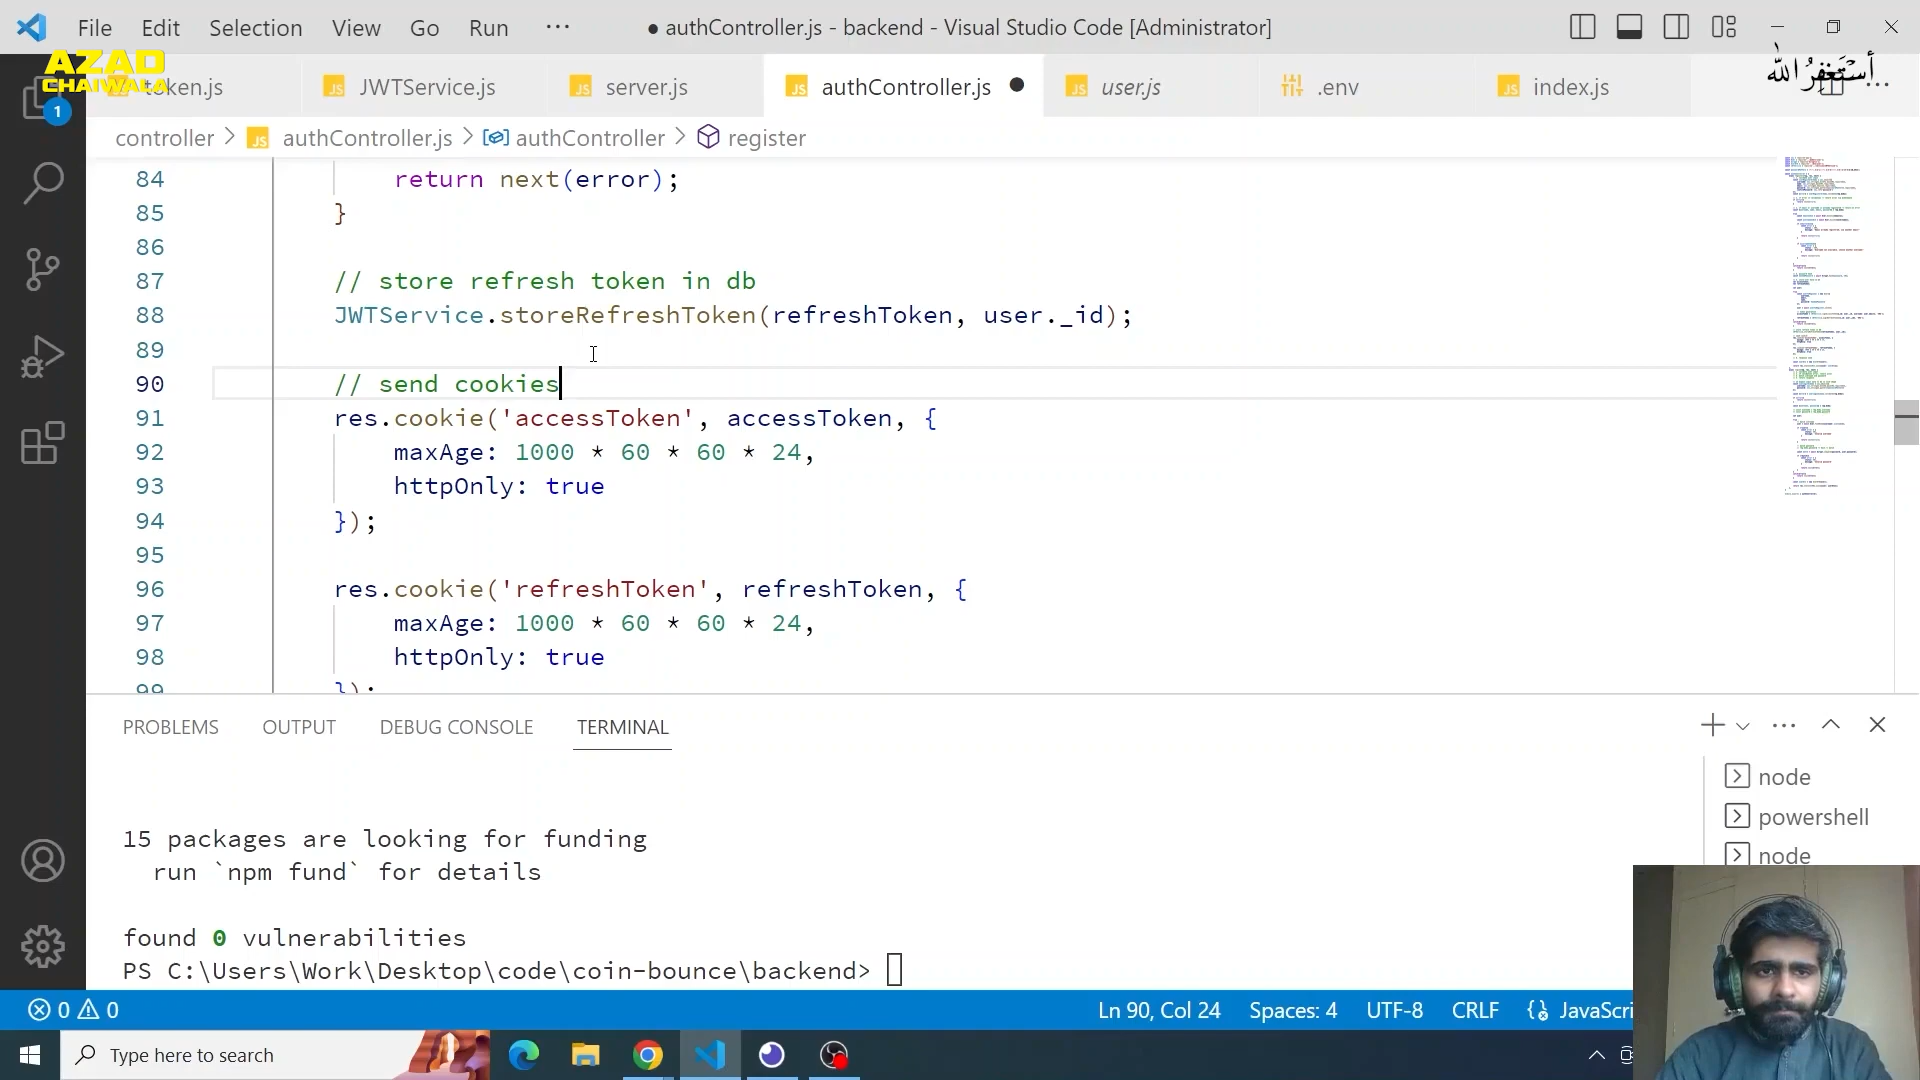 File Edit Selection View Go Run ··· ● authController.js - backend - Visual Studio Code [Administrator]
AZAD
CHAIWALA
أستغفر الله
token.js JWTService.js server.js authController.js user.js .env index.js
1
controller > authController.js > authController > register
84 return next(error);
85 }
86
87 // store refresh token in db
88 JWTService.storeRefreshToken(refreshToken, user._id);
89
90 // send cookies
91 res.cookie('accessToken', accessToken, {
92 maxAge: 1000 * 60 * 60 * 24,
93 httpOnly: true
94 });
95
96 res.cookie('refreshToken', refreshToken, {
97 maxAge: 1000 * 60 * 60 * 24,
98 httpOnly: true
99 });
PROBLEMS OUTPUT DEBUG CONSOLE TERMINAL
node
powershell
node
15 packages are looking for funding
run `npm fund` for details
found 0 vulnerabilities
PS C:\Users\Work\Desktop\code\coin-bounce\backend>
0 0 Ln 90, Col 24 Spaces: 4 UTF-8 CRLF JavaScri
Type here to search